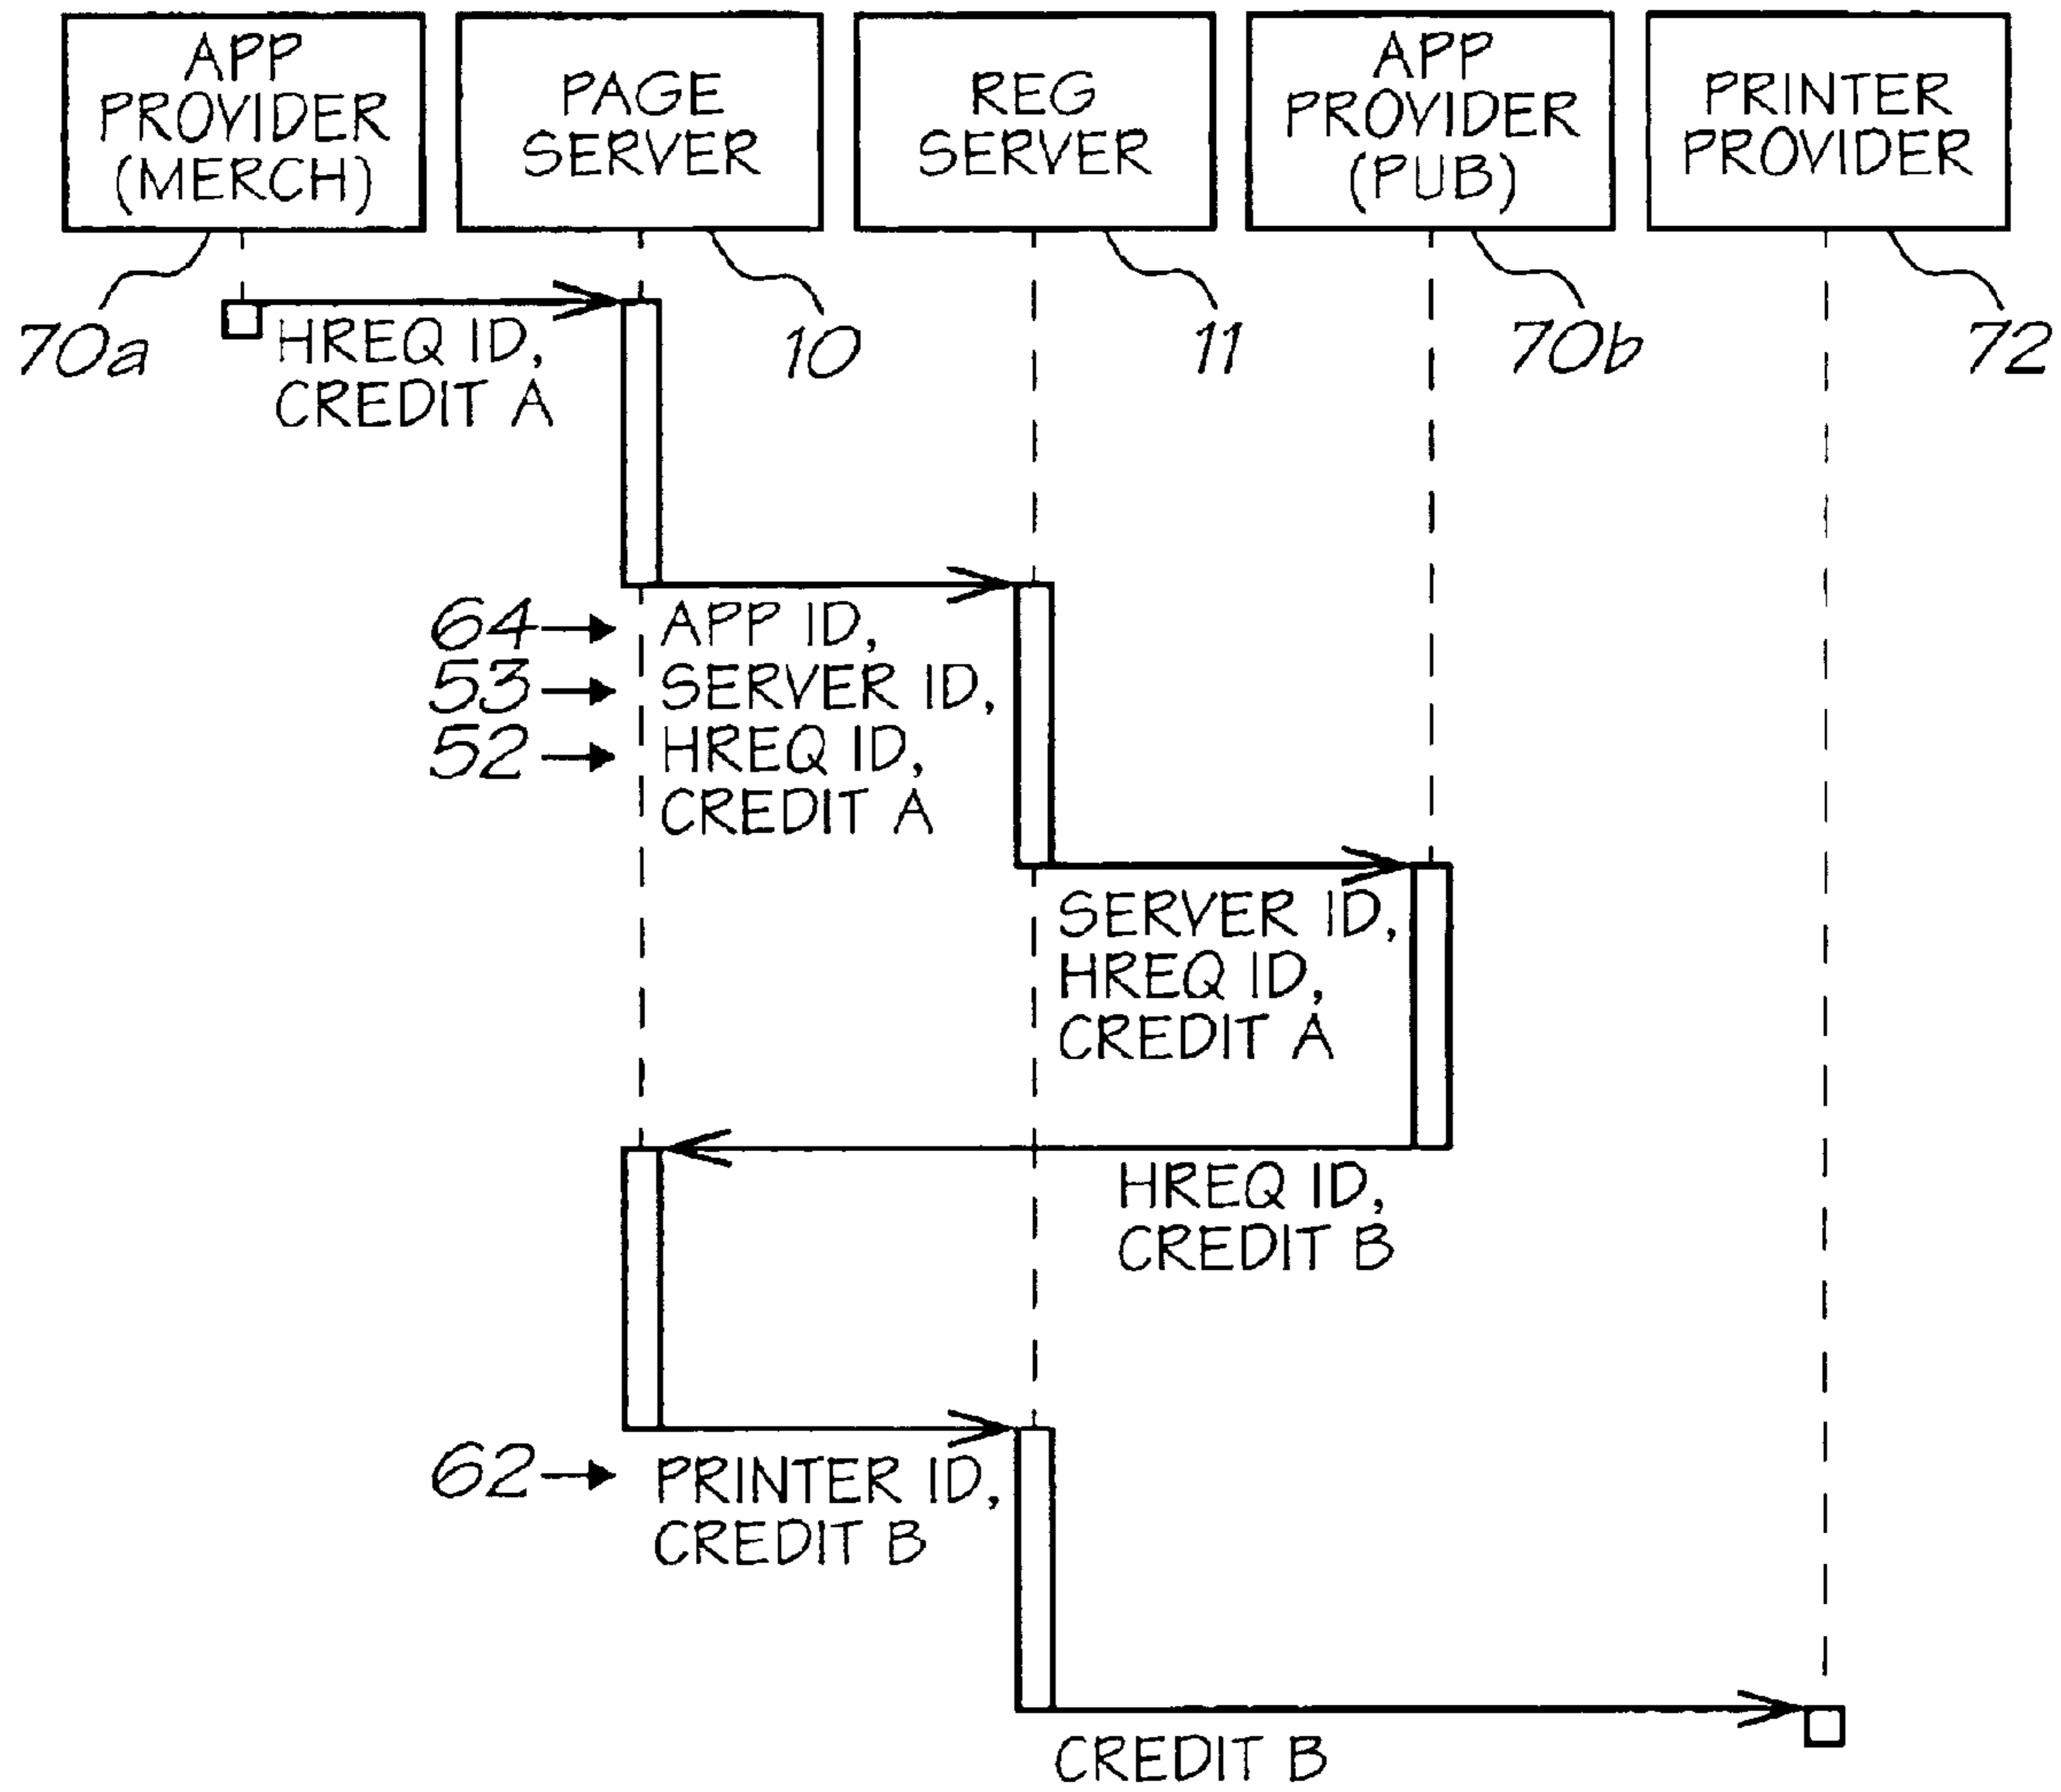 APP
PROVIDER
(MERCH)
PAGE
SERVER
REG
SERVER
APP
PROVIDER
(PUB)
PRINTER
PROVIDER
70a
10
11
70b
72
HREQ ID,
CREDIT A
64
APP ID,
53
SERVER ID,
52
HREQ ID,
CREDIT A
SERVER ID,
HREQ ID,
CREDIT A
HREQ ID,
CREDIT B
62
PRINTER ID,
CREDIT B
CREDIT B